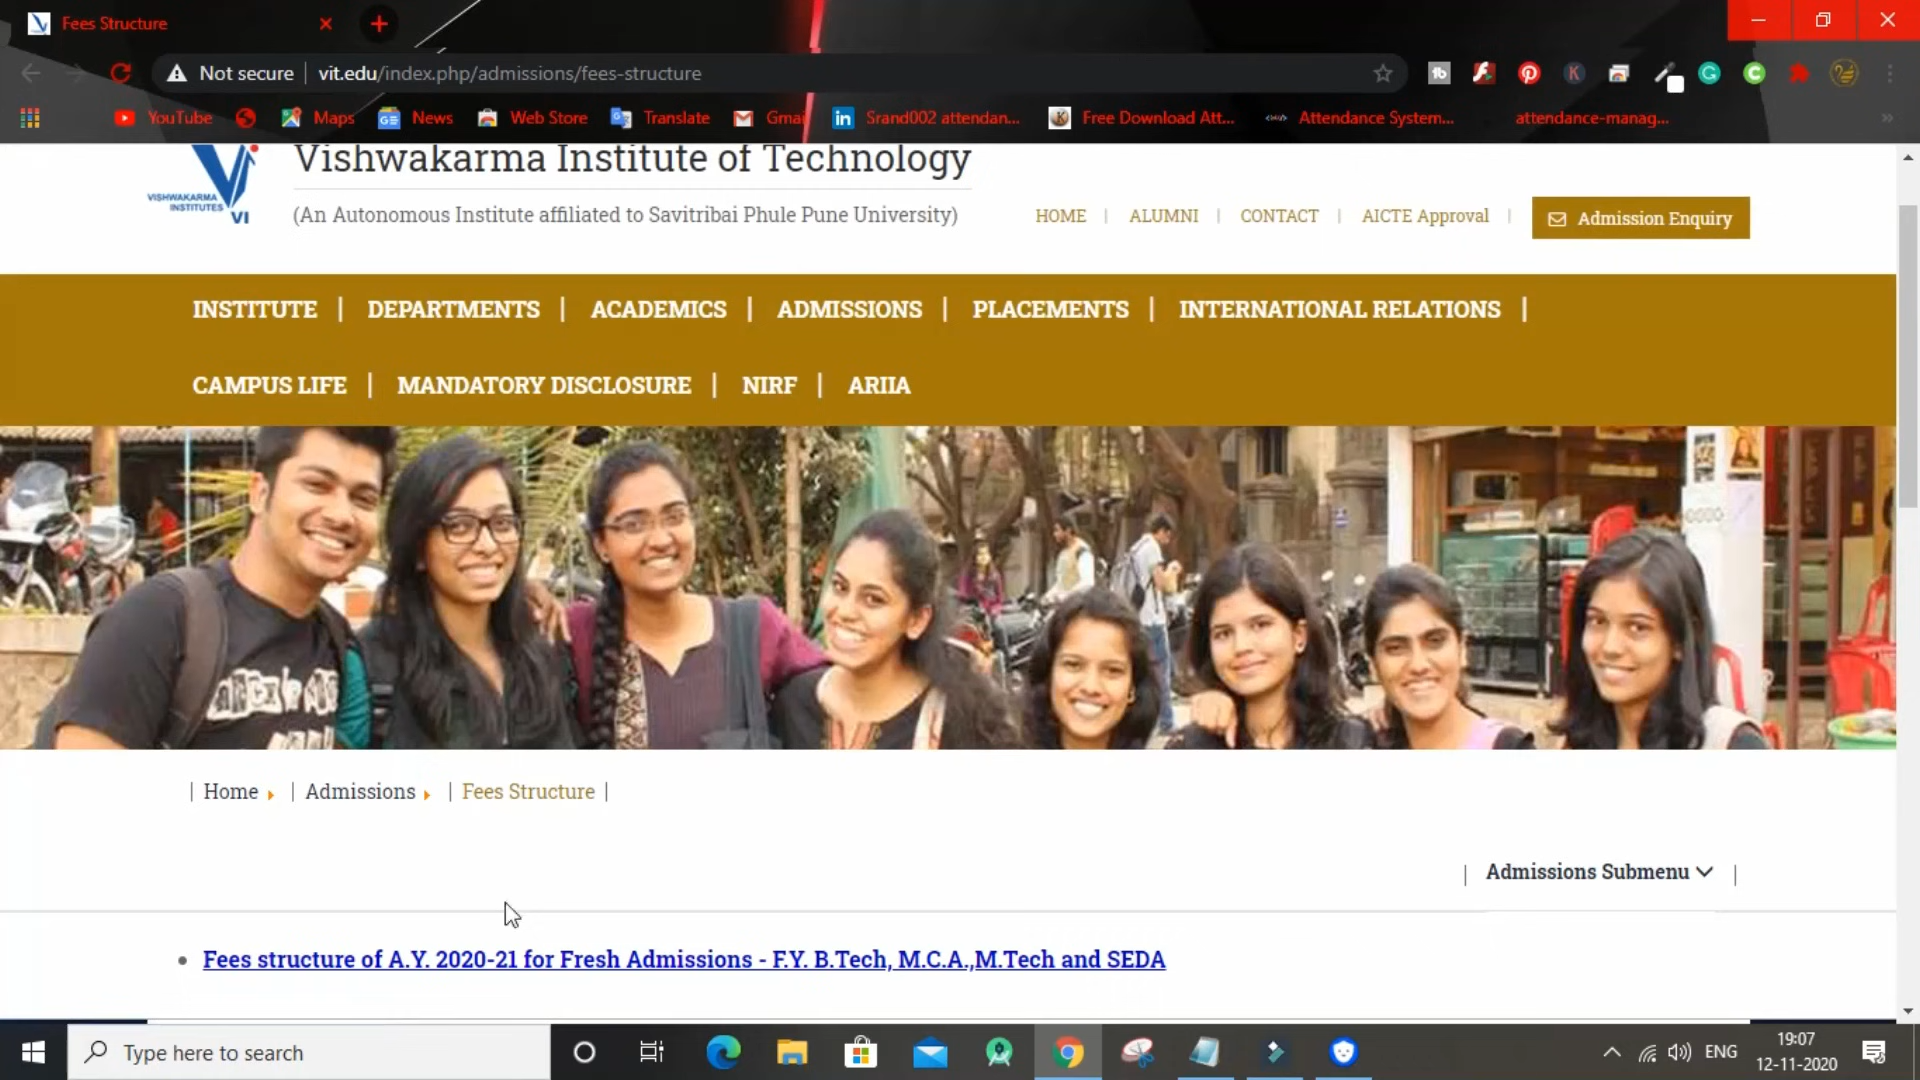 Fees Structure
Not secure vit.edu/index.php/admissions/fees-structure
YouTube Maps News Web Store Translate Gmai Srand002 attendan... Free Download Att... Attendance System... attendance-manag...
Vishwakarma Institute of Technology
VISHWAKARMA
INSTITUTES
VI
(An Autonomous Institute affiliated to Savitribai Phule Pune University)
HOME | ALUMNI | CONTACT | AICTE Approval | Admission Enquiry
INSTITUTE | DEPARTMENTS | ACADEMICS | ADMISSIONS | PLACEMENTS | INTERNATIONAL RELATIONS |
CAMPUS LIFE | MANDATORY DISCLOSURE | NIRF | ARIIA
| Home | Admissions | Fees Structure |
| Admissions Submenu |
• Fees structure of A.Y. 2020-21 for Fresh Admissions - F.Y. B.Tech, M.C.A.,M.Tech and SEDA
Type here to search
ENG
19:07
12-11-2020